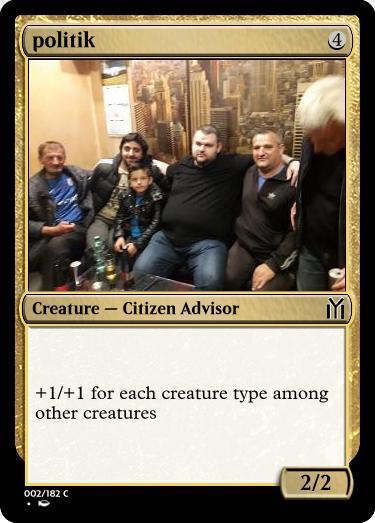 politik
4
Creature — Citizen Advisor
+1/+1 for each creature type among
other creatures
2/2
002/182 C